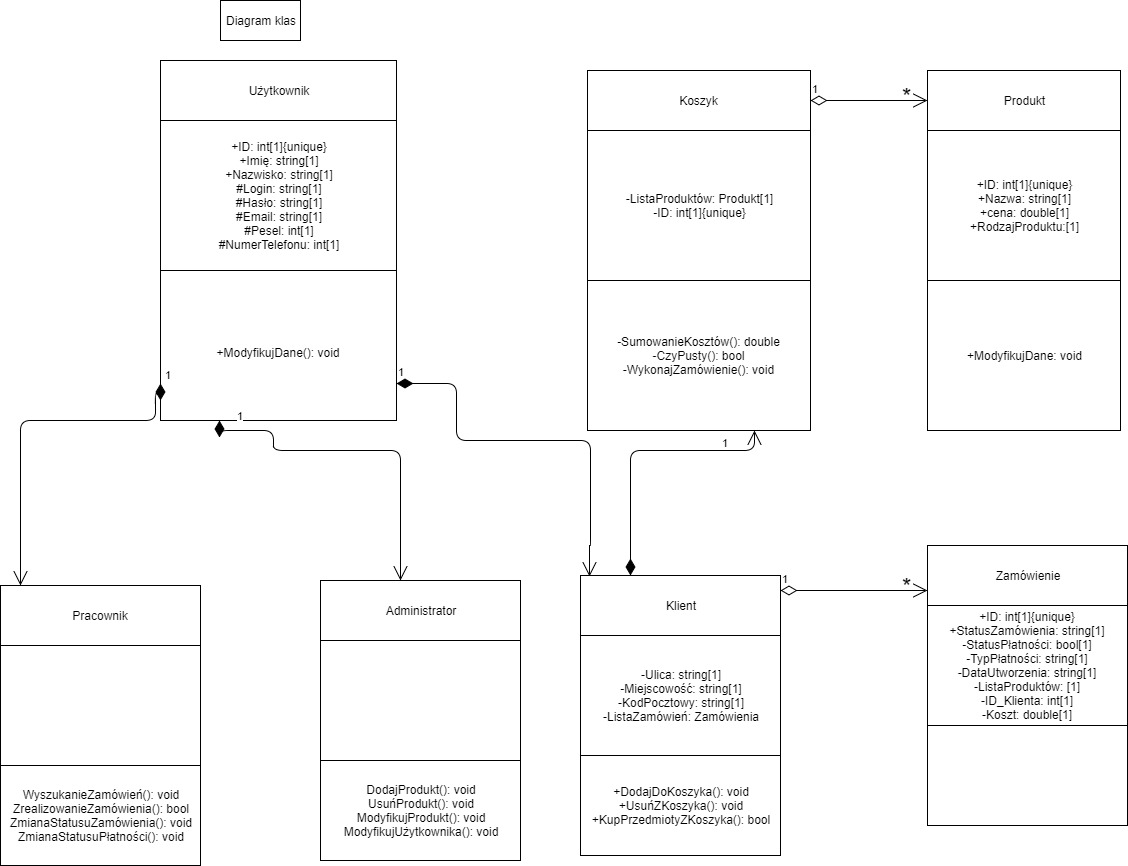 Diagram klas
Użytkownik
+ID: int[1]{unique}
+Imię: string[1]
+Nazwisko: string[1]
#Login: string[1]
#Hasło: string[1]
#Email: string[1]
#Pesel: int[1]
#NumerTelefonu: int[1]
+ModyfikujDane(): void
1
1
1
Koszyk
-ListaProduktów: Produkt[1]
-ID: int[1]{unique}
-SumowanieKosztów(): double
-CzyPusty(): bool
-WykonajZamówienie(): void
1
*
Produkt
+ID: int[1]{unique}
+Nazwa: string[1]
+cena: double[1]
+RodzajProduktu:[1]
+ModyfikujDane: void
1
Pracownik
WyszukanieZamówień(): void
ZrealizowanieZamówienia(): bool
ZmianaStatusuZamówienia(): void
ZmianaStatusuPłatności(): void
Administrator
DodajProdukt(): void
UsuńProdukt(): void
ModyfikujProdukt(): void
ModyfikujUżytkownika(): void
Klient
-Ulica: string[1]
-Miejscowość: string[1]
-KodPocztowy: string[1]
-ListaZamówień: Zamówienia
+DodajDoKoszyka(): void
+UsuńZKoszyka(): void
+KupPrzedmiotyZKoszyka(): bool
1
*
Zamówienie
+ID: int[1]{unique}
+StatusZamówienia: string[1]
-StatusPłatności: bool[1]
-TypPłatności: string[1]
-DataUtworzenia: string[1]
-ListaProduktów: [1]
-ID_Klienta: int[1]
-Koszt: double[1]